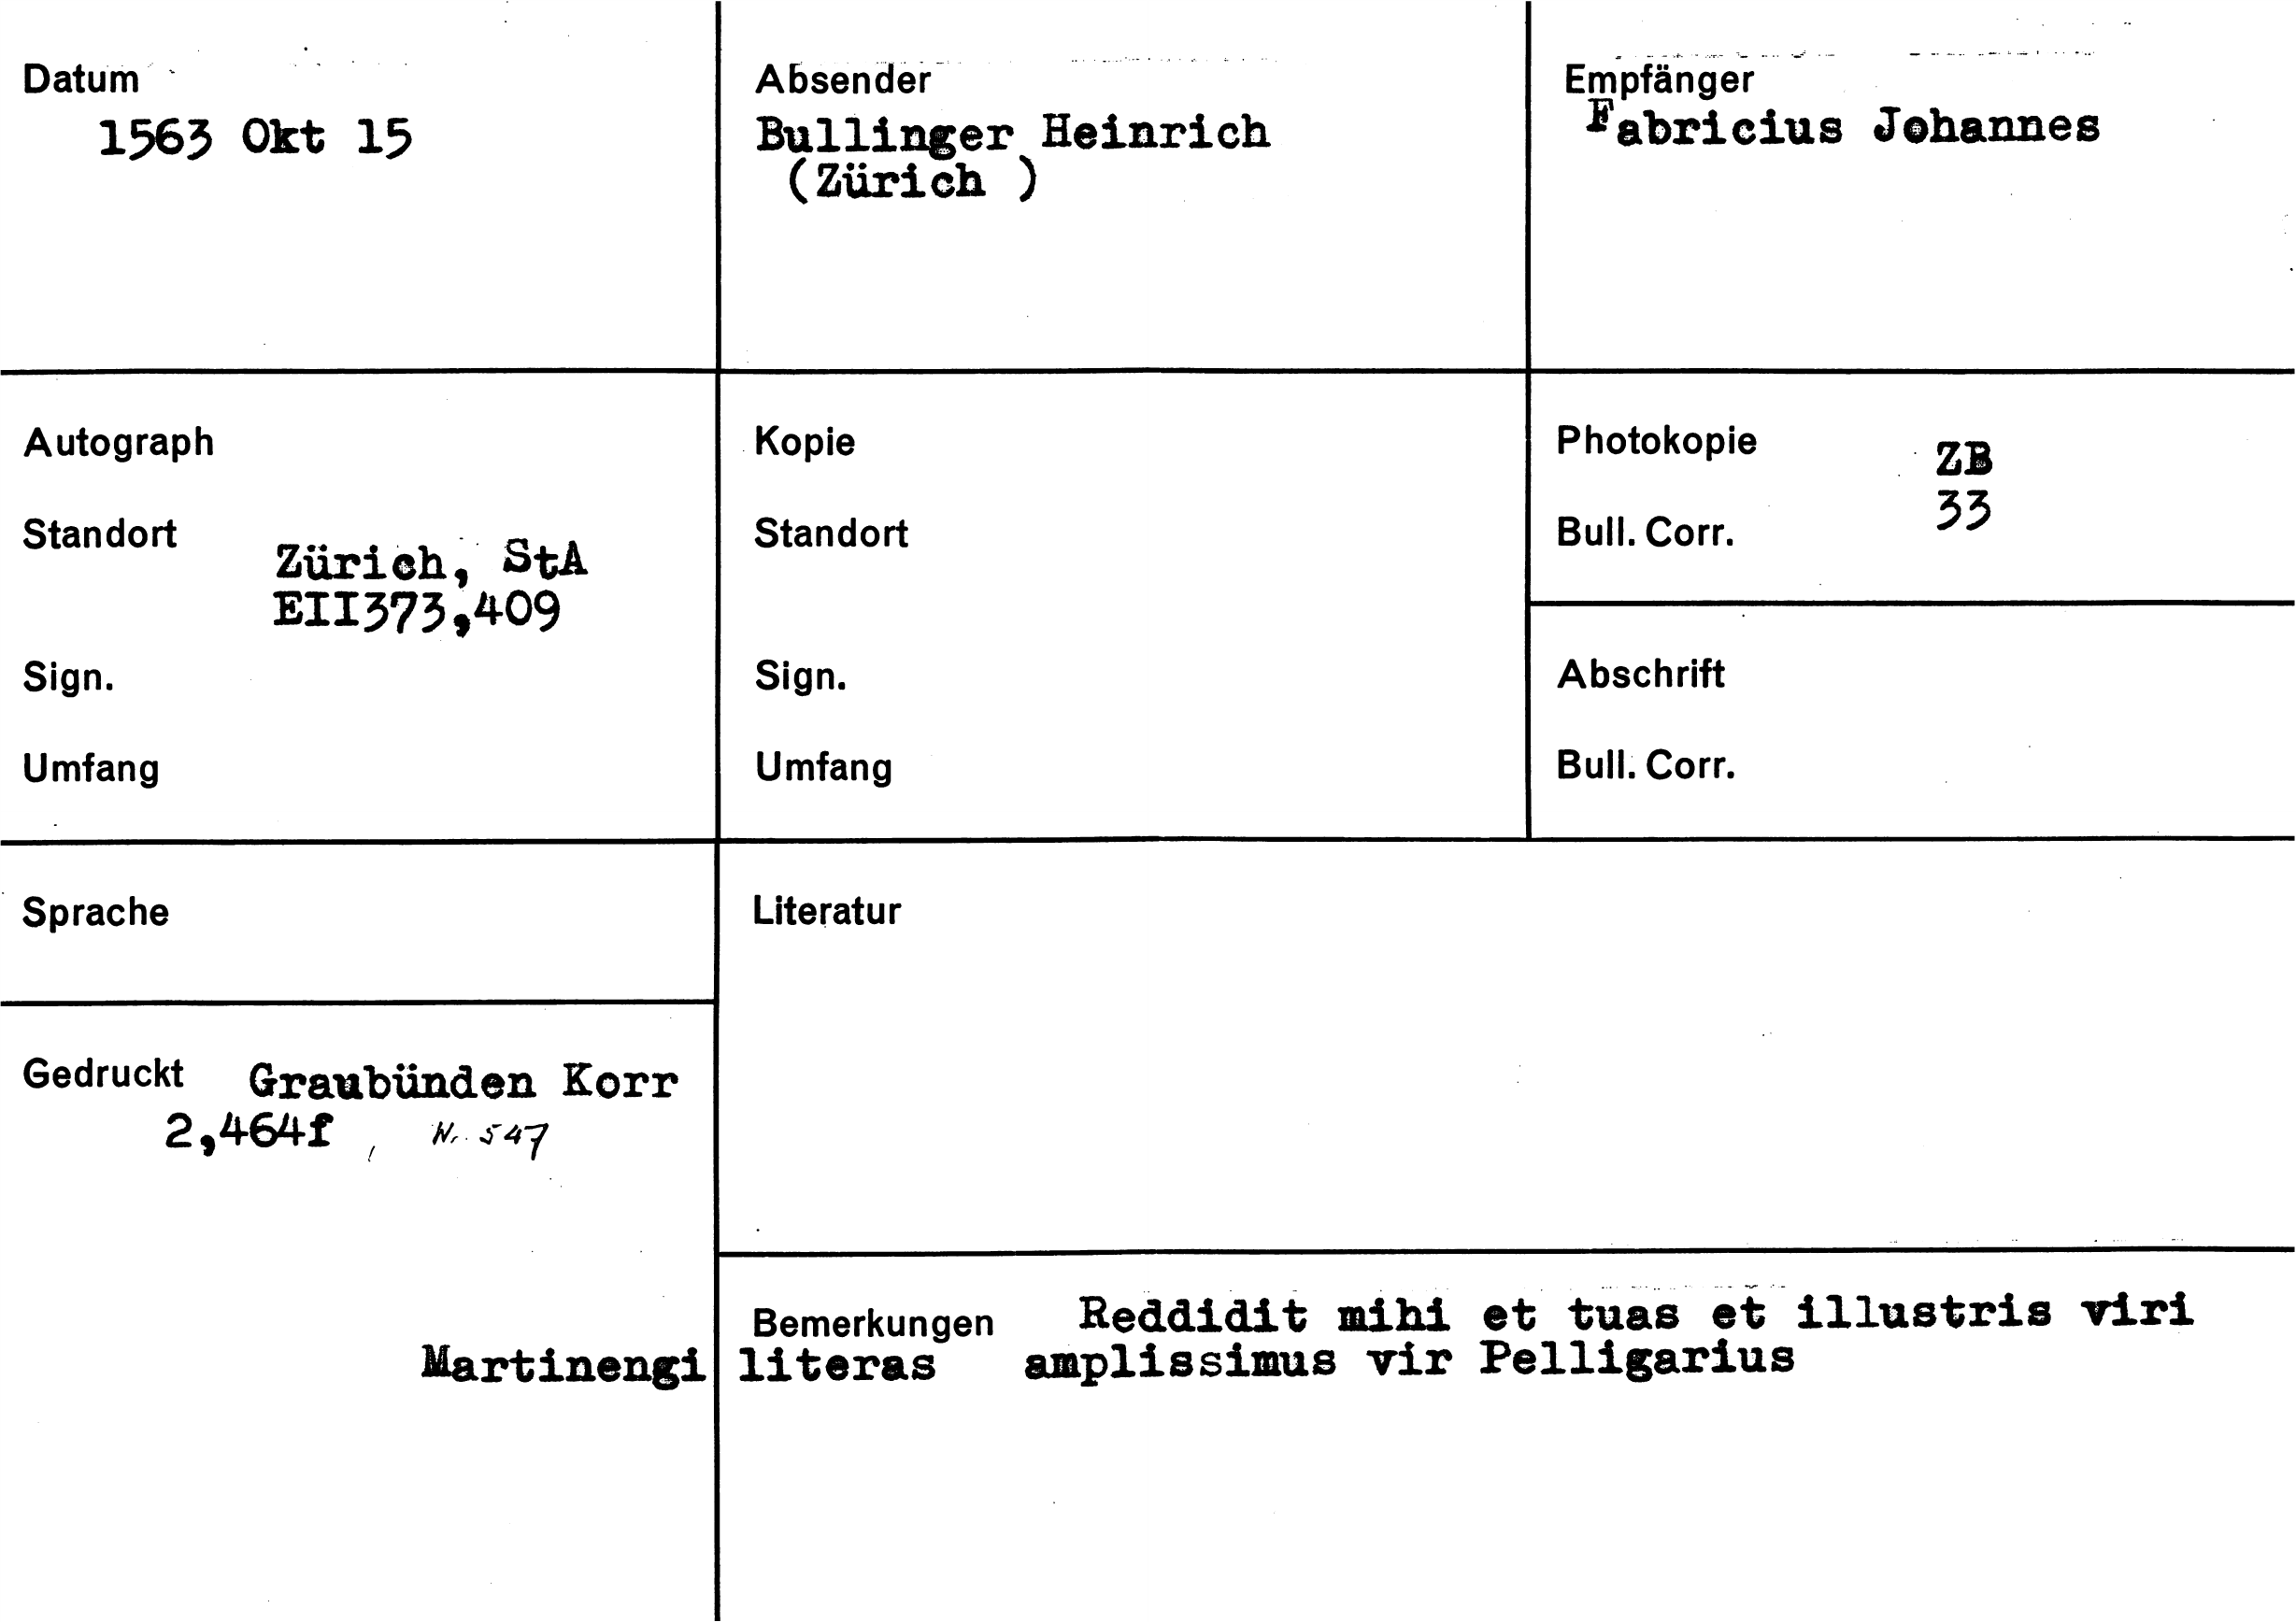 Datum
1563 Okt 15
Absender
Bullinger Heinrich
(Zürich )
Empfänger
Fabricius Johannes
Autograph
Standort
Zürich, StA
EII373,409
Sign.
Umfang
Kopie
Standort
Sign.
Umfang
Photokopie ZB
33
Bull. Corr.
Abschrift
Bull. Corr.
Sprache
Literatur
Gedruckt Graubünden Korr
2,464f , Nr. 547
Bemerkungen Reddidit mihi et tuas et illustris viri
Martinengi literas amplissimus vir Pelligarius